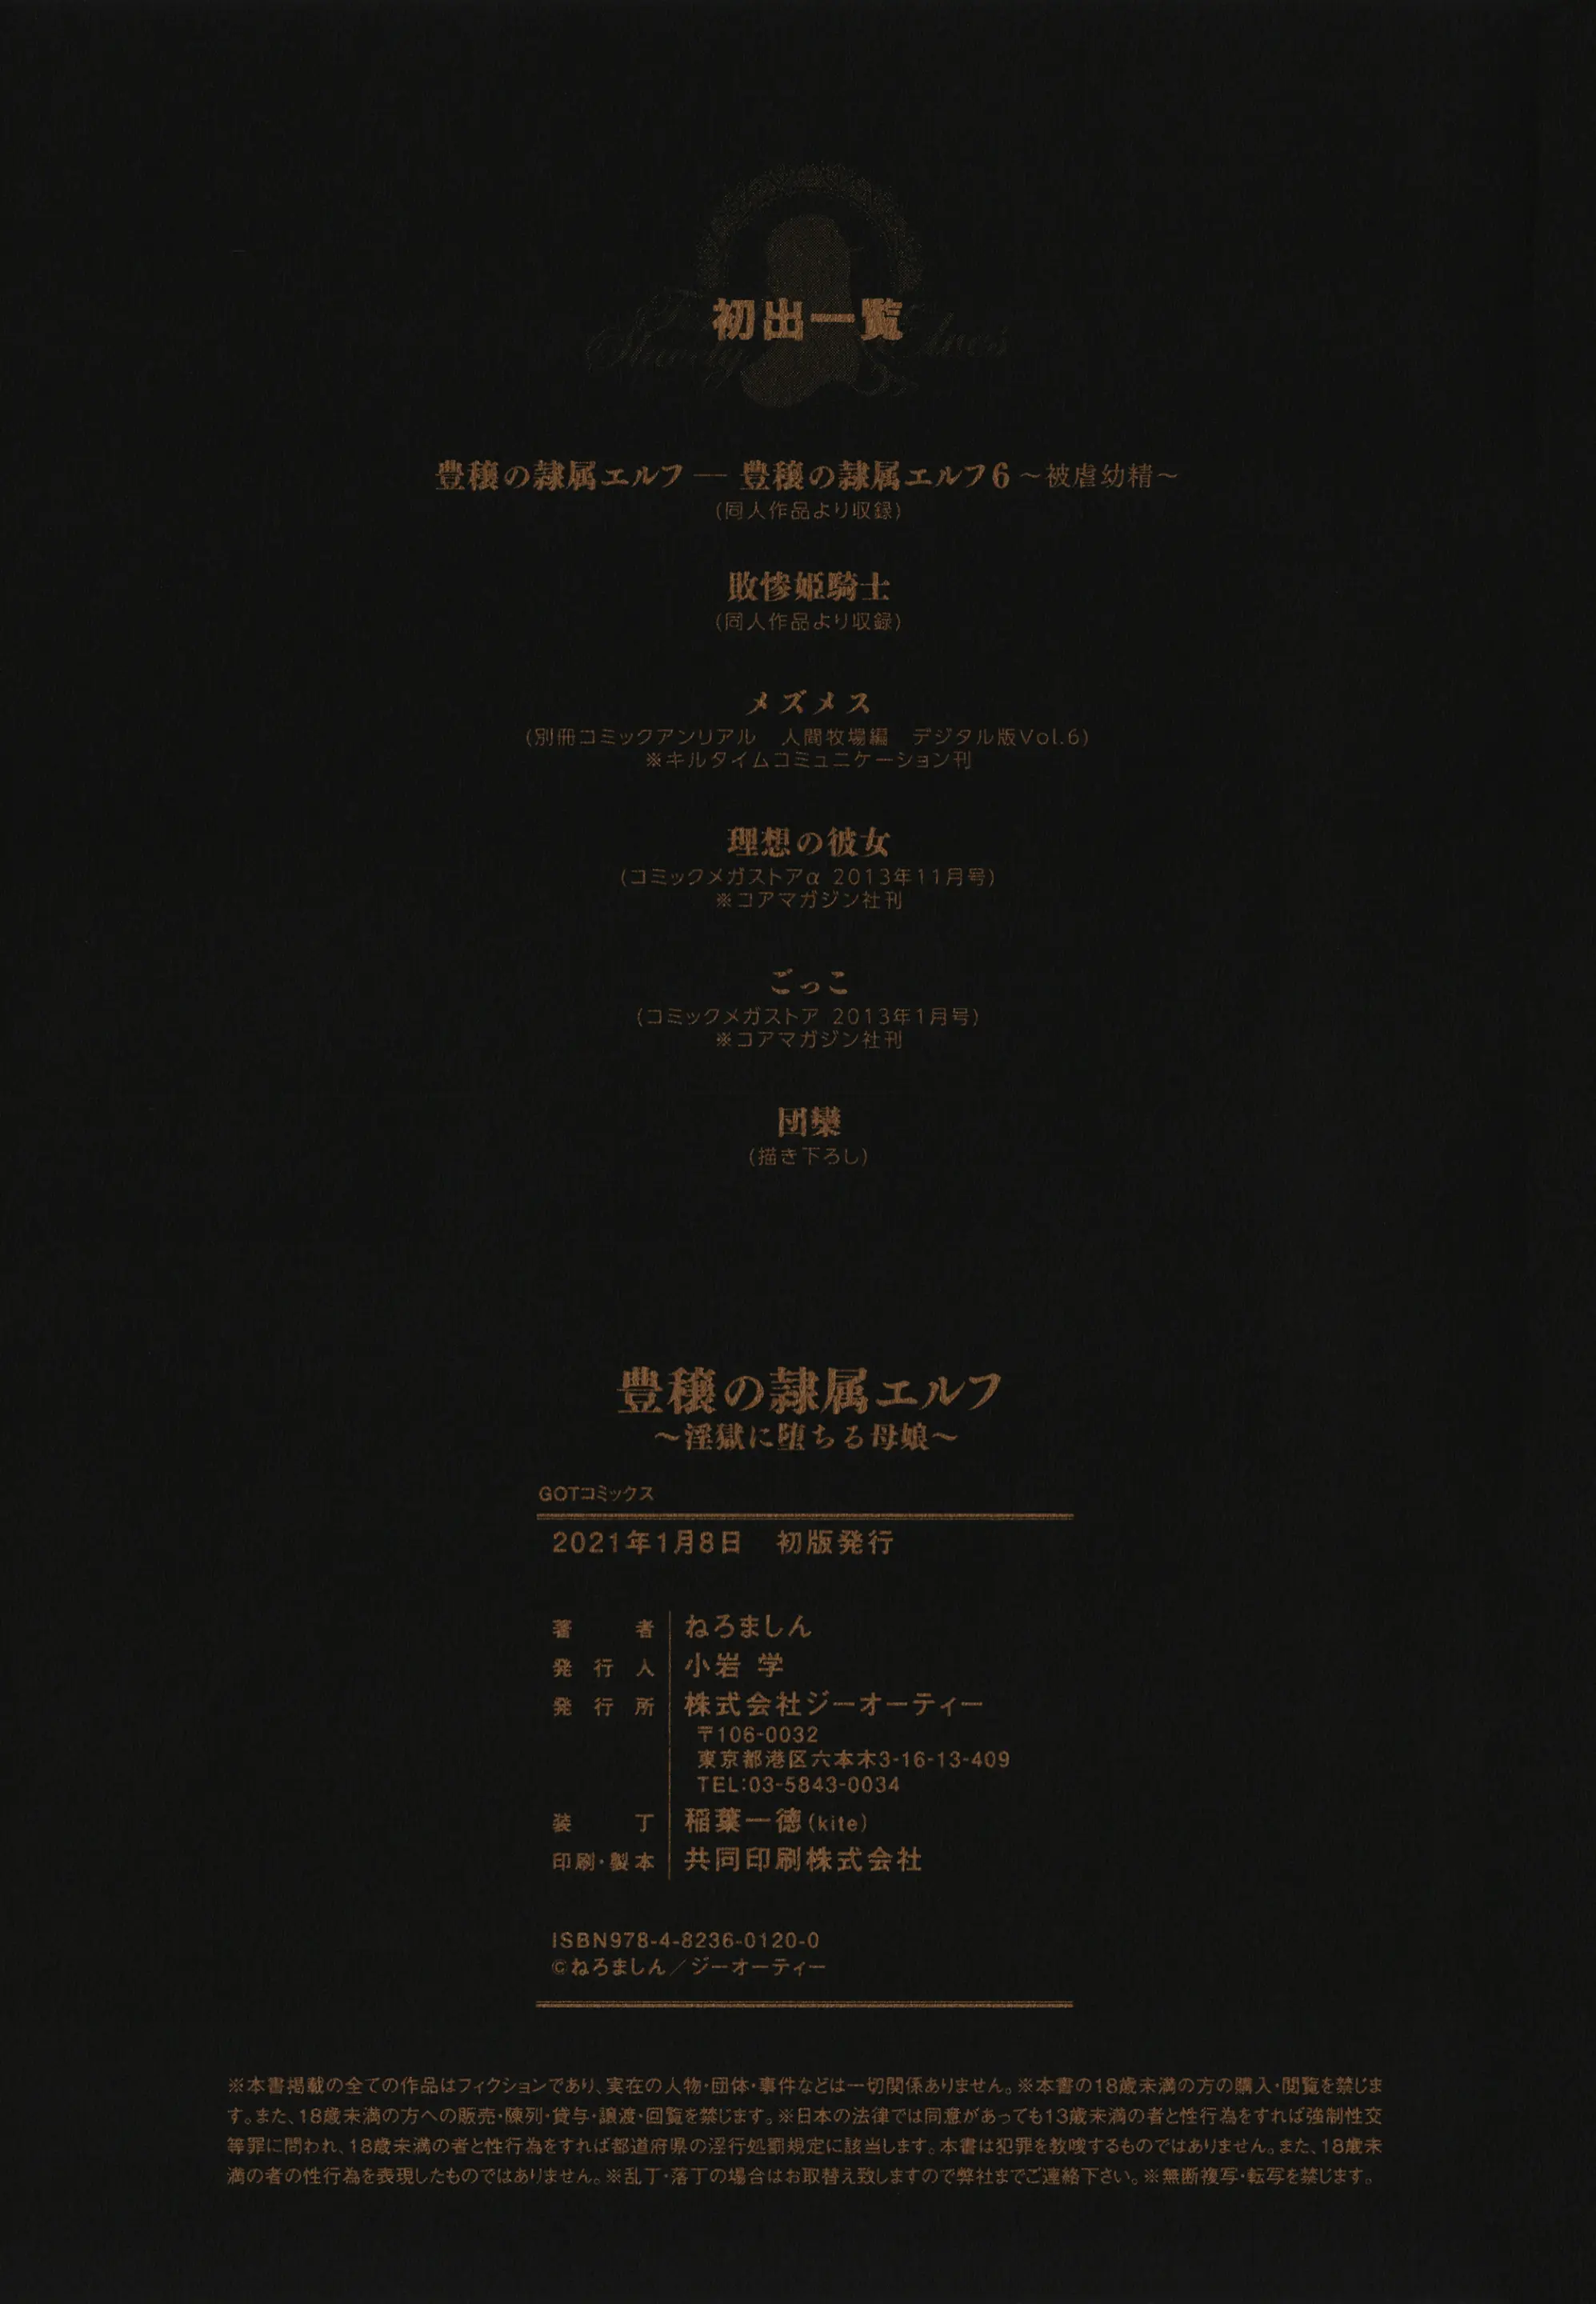 初出一覧
豊穣の隷属エルフ ― 豊穣の隷属エルフ6 ～被虐幼精～
(同人作品より収録)
敗惨姫騎士
(同人作品より収録)
メズメス
(別冊コミックアンリアル　人間牧場編　デジタル版Vol.6)
※キルタイムコミュニケーション刊
理想の彼女
(コミックメガストアα 2013年11月号)
※コアマガジン社刊
ごっこ
(コミックメガストア 2013年1月号)
※コアマガジン社刊
団欒
(描き下ろし)
豊穣の隷属エルフ
～淫獄に堕ちる母娘～
GOTコミックス
2021年1月8日　初版発行
著者 ねろましん
発行人 小岩 学
発行所 株式会社ジーオーティー
〒106-0032
東京都港区六本木3-16-13-409
TEL:03-5843-0034
装丁 稲葉一徳(kite)
印刷・製本 共同印刷株式会社
ISBN978-4-8236-0120-0
©ねろましん／ジーオーティー
※本書掲載の全ての作品はフィクションであり、実在の人物・団体・事件などは一切関係ありません。※本書の18歳未満の方の購入・閲覧を禁じま
す。また、18歳未満の方への販売・陳列・貸与・譲渡・回覧を禁じます。※日本の法律では同意があっても13歳未満の者と性行為をすれば強制性交
等罪に問われ、18歳未満の者と性行為をすれば都道府県の淫行処罰規定に該当します。本書は犯罪を教唆するものではありません。また、18歳未
満の者の性行為を表現したものではありません。※乱丁・落丁の場合はお取替え致しますので弊社までご連絡下さい。※無断複写・転写を禁じます。